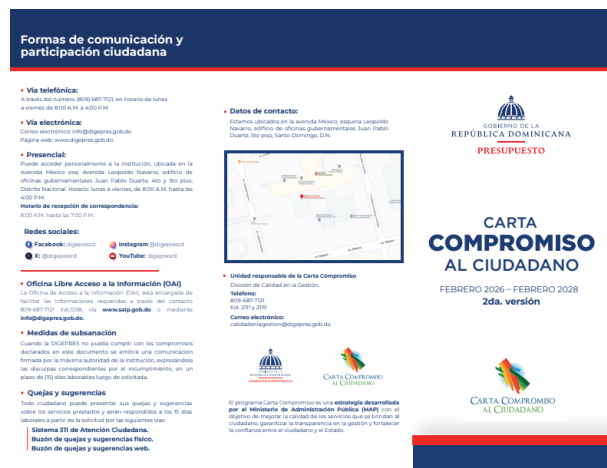 Formas de comunicación y
participación ciudadana
• Vía telefónica:
A través del número (809) 687-7121, en horario de lunes
a viernes de 8:00 A.M. a 4:00 P.M
• Vía electrónica:
Correo electrónico: info@digepres.gob.do
Página web: www.digepres.gob.do
• Presencial:
Puede acceder personalmente a la institución, ubicada en la
Avenida México esq. Avenida Leopoldo Navarro, edificio de
oficinas gubernamentales Juan Pablo Duarte, 4to y 5to piso,
Distrito Nacional. Horario: lunes a viernes, de 8:00 A.M. hasta las
4:00 P.M.
Horario de recepción de correspondencia:
8:00 A.M. hasta las 7:00 P.M.
Redes sociales:
Facebook: digepresrd
Instagram @digepresrd
X: @digepresrd
YouTube: digepresrd
• Oficina Libre Acceso a la Información (OAI)
La Oficina de Acceso a la Información (OAI), está encargada de
facilitar las informaciones requeridas a través del contacto
809-687-7121 Ext.1038, vía www.saip.gob.do o mediante
info@digepres.gob.do.
• Medidas de subsanación
Cuando la DIGEPRES no pueda cumplir con los compromisos
declarados en este documento se emitirá una comunicación
firmada por la máxima autoridad de la institución, expresándole
las disculpas correspondientes por el incumplimiento, en un
plazo de (15) días laborables luego de solicitada.
• Quejas y sugerencias
Todo ciudadano puede presentar sus quejas y sugerencias
sobre los servicios prestados y serán respondidos a los 15 días
laborales a partir de la solicitud por las siguientes vías:
Sistema 311 de Atención Ciudadana.
Buzón de quejas y sugerencias físico.
Buzón de quejas y sugerencias web.
• Datos de contacto:
Estamos ubicados en la avenida México, esquina Leopoldo
Navarro, edificio de oficinas gubernamentales Juan Pablo
Duarte, 5to piso, Santo Domingo, D.N.
Av. México
• Unidad responsable de la Carta Compromiso
División de Calidad en la Gestión.
Teléfono:
809-687-7121
Ext. 2111 y 2119
Correo electrónico:
calidadenlagestion@digepres.gob.do
REPÚBLICA DOMINICANA
ADMINISTRACIÓN PÚBLICA
CARTA COMPROMISO
AL CIUDADANO
El programa Carta Compromiso es una estrategia desarrollada
por el Ministerio de Administración Pública (MAP) con el
objetivo de mejorar la calidad de los servicios que se brindan al
ciudadano, garantizar la transparencia en la gestión y fortalecer
la confianza entre el ciudadano y el Estado.
GOBIERNO DE LA
REPÚBLICA DOMINICANA
PRESUPUESTO
CARTA
COMPROMISO
AL CIUDADANO
FEBRERO 2026 – FEBRERO 2028
2da. versión
CARTA COMPROMISO
AL CIUDADANO